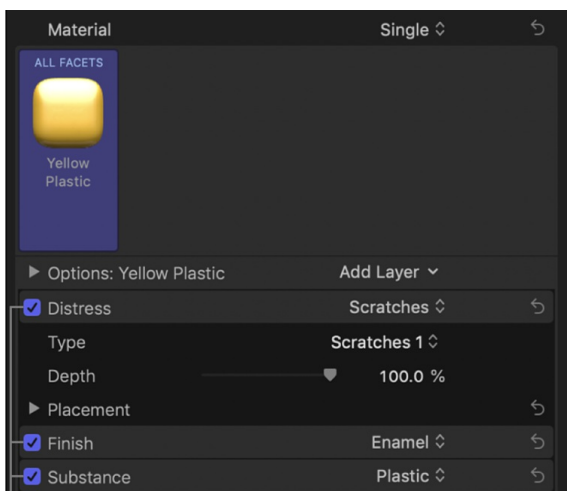 Material Single
ALL FACETS
Yellow
Plastic
Options: Yellow Plastic Add Layer
Distress Scratches
Type Scratches 1
Depth 100.0 %
Placement
Finish Enamel
Substance Plastic